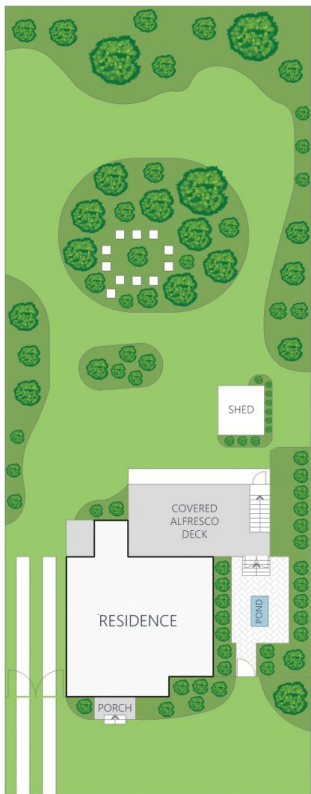 SHED
COVERED
ALFRESCO
DECK
RESIDENCE
POND
PORCH